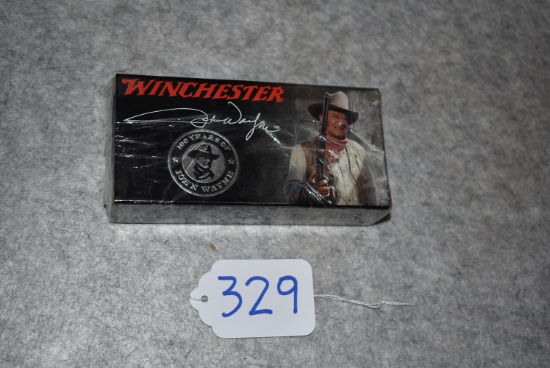 WINCHESTER
John Wayne
100 YEARS OF
JOHN WAYNE
329